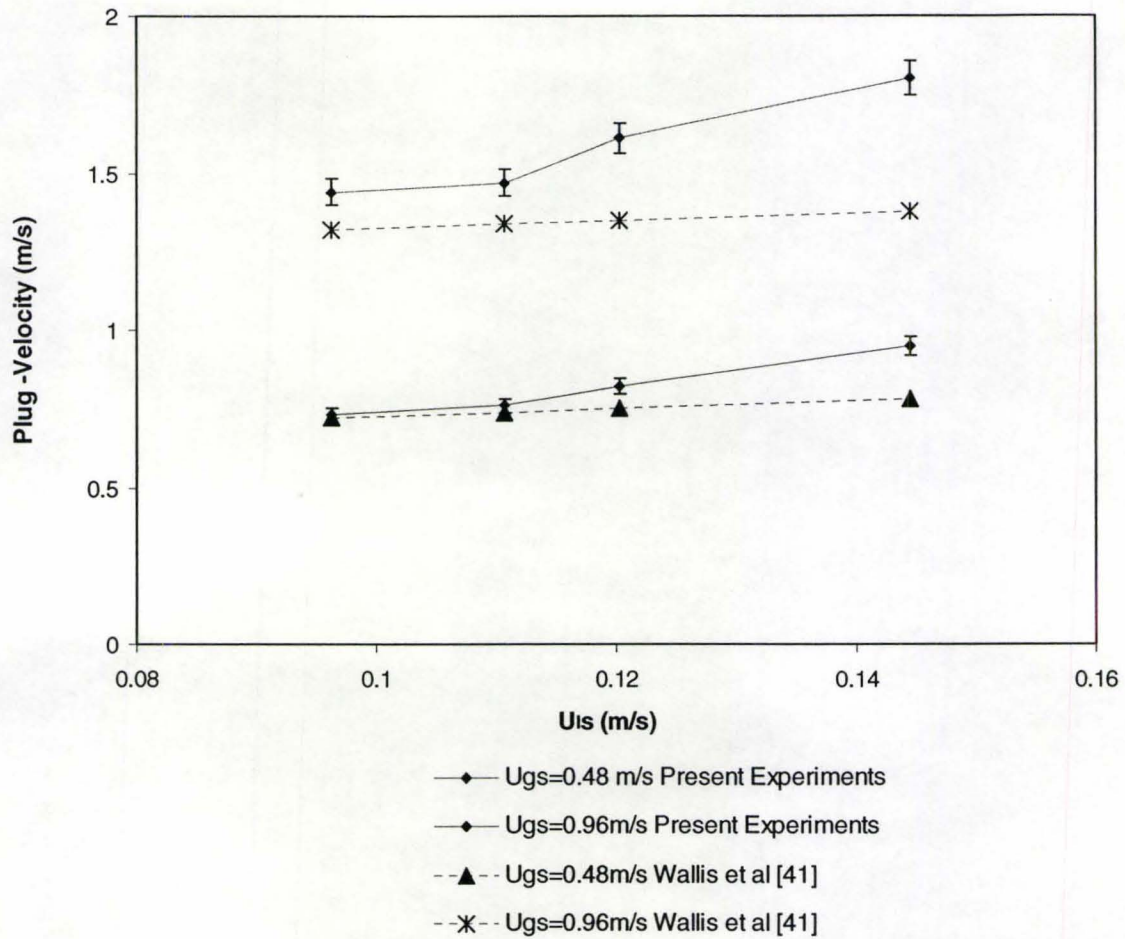 2
1.5
1
0.5
0
Plug -Velocity (m/s)
0.08
0.1
0.12
0.14
0.16
Uls (m/s)
Ugs=0.48 m/s Present Experiments
Ugs=0.96m/s Present Experiments
Ugs=0.48m/s Wallis et al [41]
Ugs=0.96m/s Wallis et al [41]